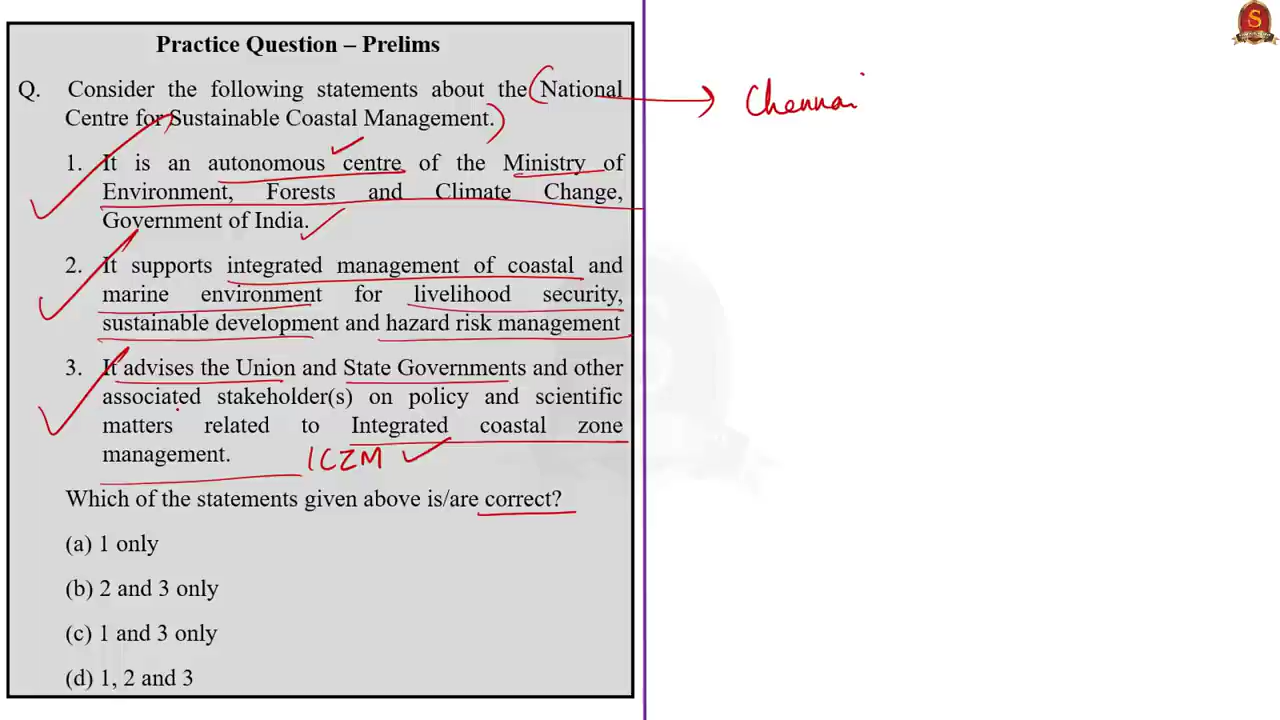 Practice Question – Prelims
Q. Consider the following statements about the National
Centre for Sustainable Coastal Management.
Chennai
1. It is an autonomous centre of the Ministry of
Environment, Forests and Climate Change,
Government of India.
2. It supports integrated management of coastal and
marine environment for livelihood security,
sustainable development and hazard risk management
3. It advises the Union and State Governments and other
associated stakeholder(s) on policy and scientific
matters related to Integrated coastal zone
management.
ICZM
Which of the statements given above is/are correct?
(a) 1 only
(b) 2 and 3 only
(c) 1 and 3 only
(d) 1, 2 and 3
S